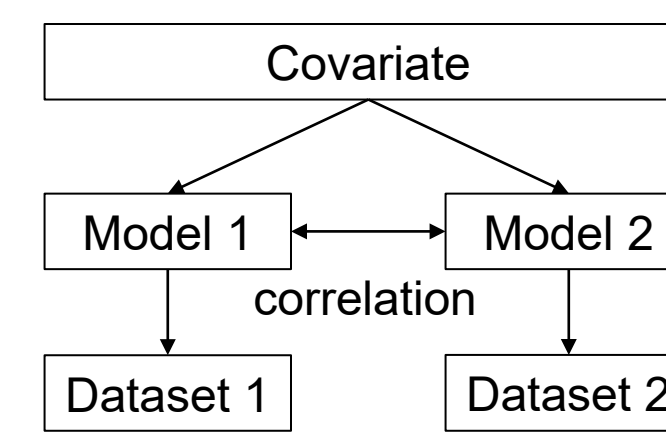 Covariate
Model 1
Model 2
correlation
Dataset 1
Dataset 2